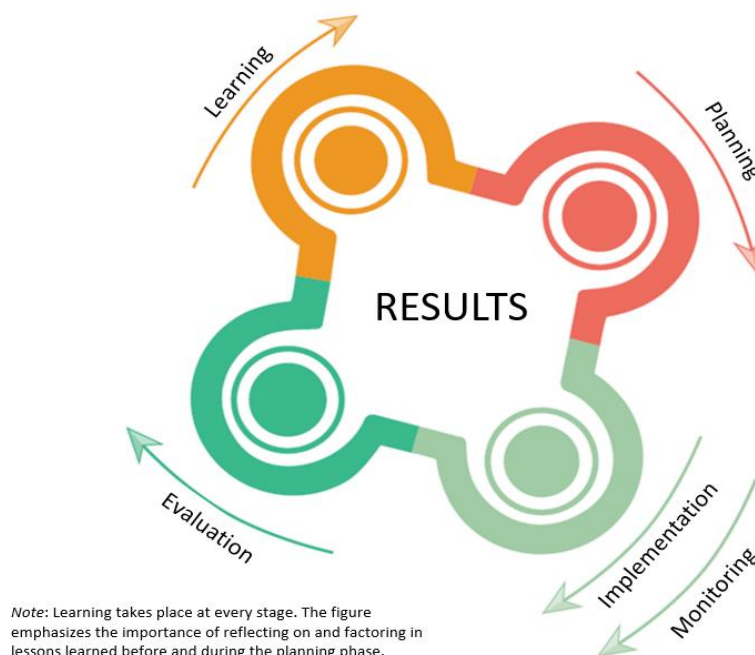 Learning
Planning
RESULTS
Evaluation
Implementation
Monitoring
Note: Learning takes place at every stage. The figure
emphasizes the importance of reflecting on and factoring in
lessons learned before and during the planning phase.